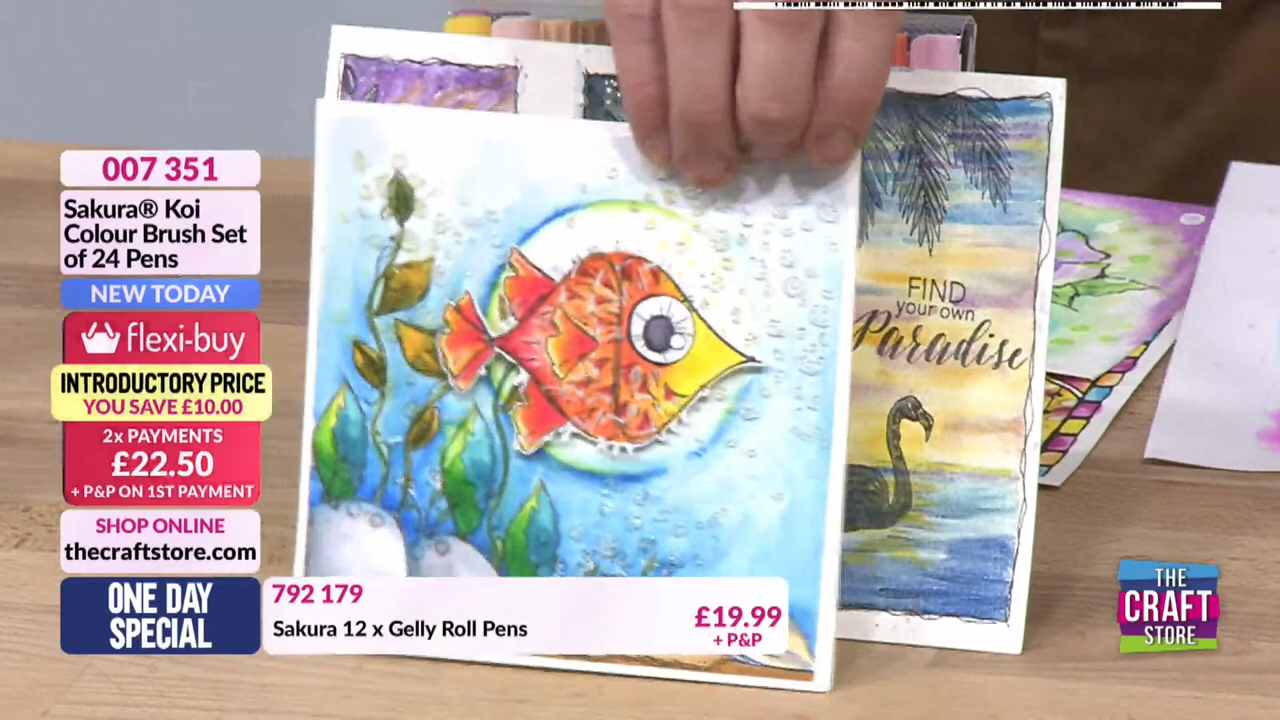 007 351
Sakura® Koi
Colour Brush Set
of 24 Pens
NEW TODAY
flexi-buy
INTRODUCTORY PRICE
YOU SAVE £10.00
2x PAYMENTS
£22.50
+ P&P ON 1ST PAYMENT
SHOP ONLINE
thecraftstore.com
ONE DAY
SPECIAL
792 179
Sakura 12 x Gelly Roll Pens
£19.99
+ P&P
FIND
your own
Paradise
THE
CRAFT
STORE